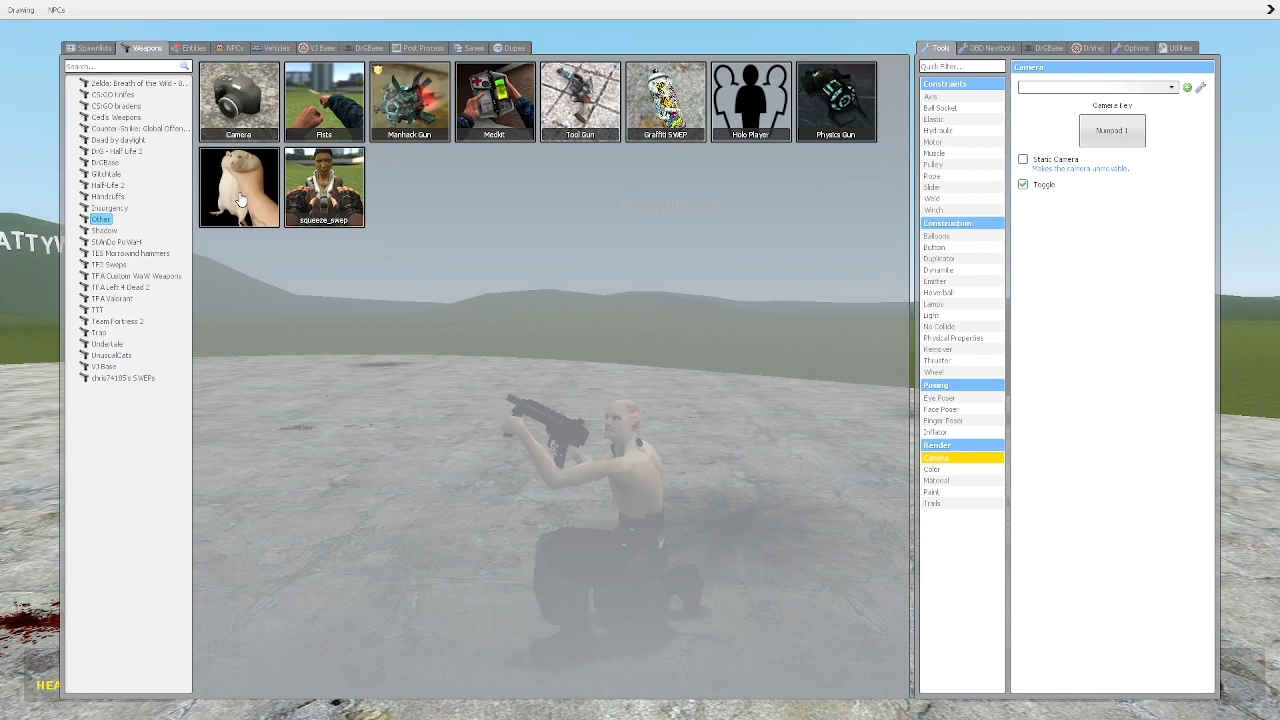 Drawing NPCs
Spawnlists Weapons Entities NPCs Vehicles VJ Base DrGBase Post Process Saves Dupes
Search...
Zelda: Breath of the Wild - B...
CS:GO knifes
CS:GO bradens
Ced's Weapons
Counter-Strike: Global Offen...
Dead by daylight
DrG - Half Life 2
DrGBase
Glitchtale
Half-Life 2
Handcuffs
Insurgency
Other
Shadow
StAnDo PoWaH
TES Morrowind hammers
TF2 Sweps
TFA Custom WaW Weapons
TFA Left 4 Dead 2
TFA Valorant
TTT
Team Fortress 2
Trap
Undertale
UnusualCats
VJ Base
chris74185's SWEPs
Camera
Fists
Manhack Gun
Medkit
Tool Gun
Graffiti SWEP
Holo Player
Physics Gun
squeeze_swep
ATTYW
HEA
Tools DBD Nextbots DrGBase DrVrej Options Utilities
Quick Filter...
Constraints
Axis
Ball Socket
Elastic
Hydraulic
Motor
Muscle
Pulley
Rope
Slider
Weld
Winch
Construction
Balloons
Button
Duplicator
Dynamite
Emitter
Hoverball
Lamps
Light
No Collide
Physical Properties
Remover
Thruster
Wheel
Posing
Eye Poser
Face Poser
Finger Poser
Inflator
Render
Camera
Color
Material
Paint
Trails
Camera
Camera Key
Numpad 1
Static Camera
Makes the camera unmovable.
Toggle